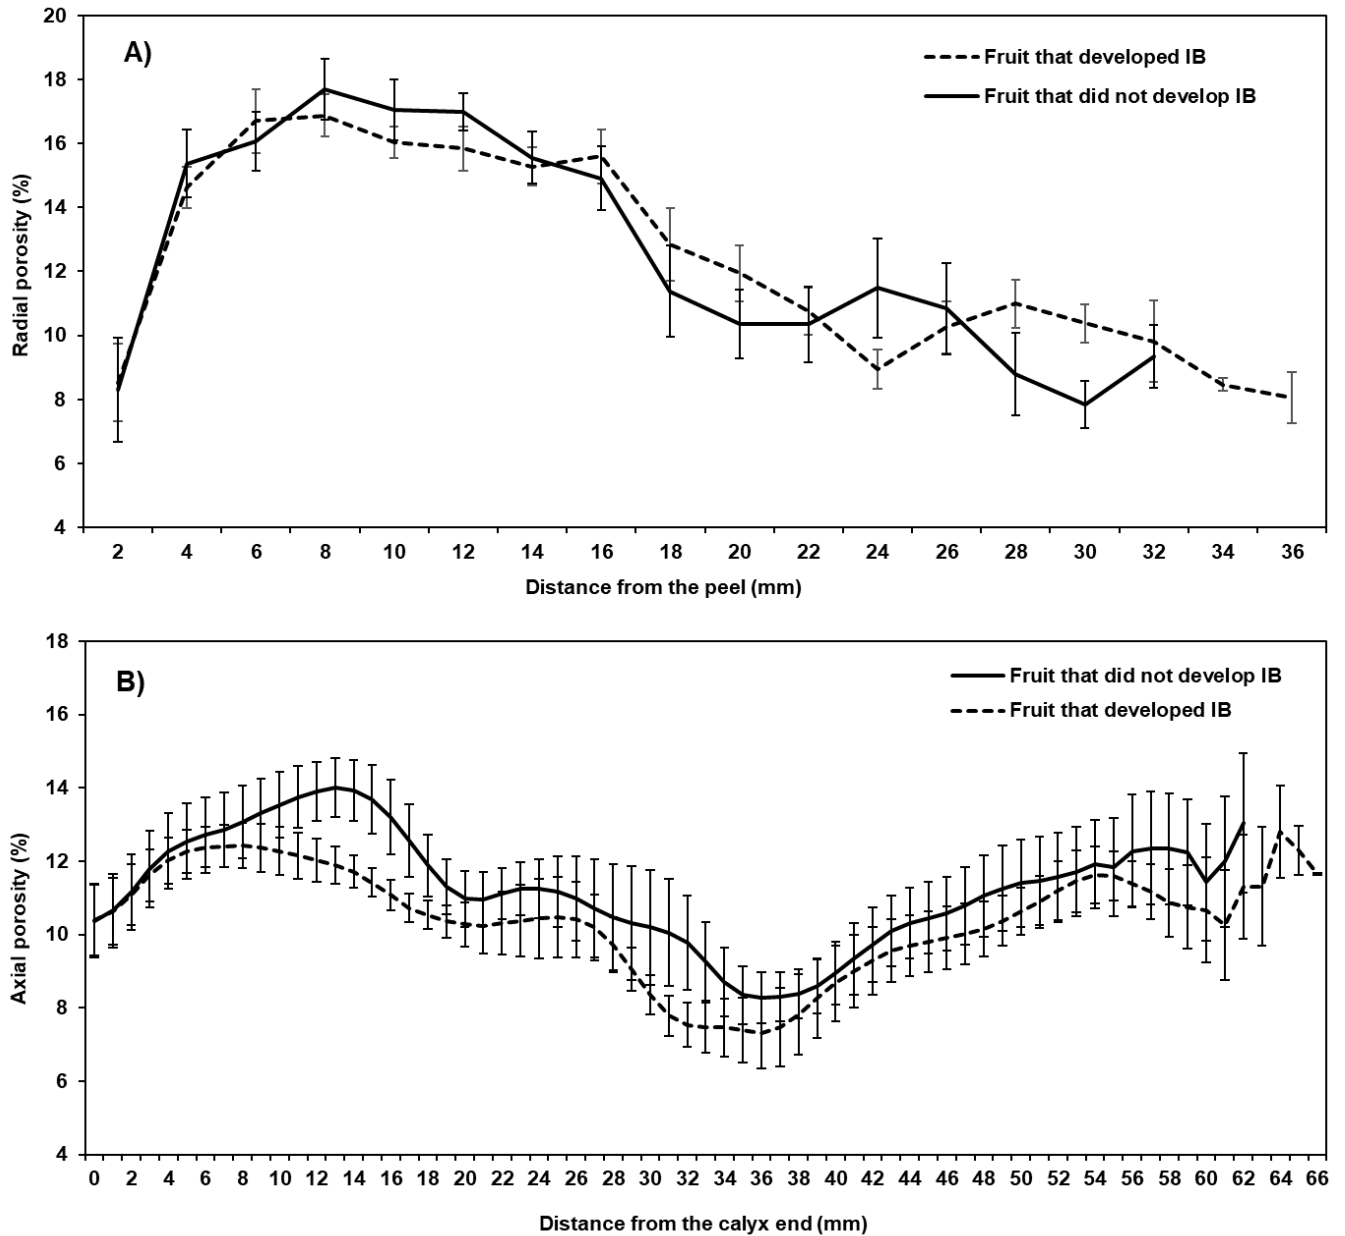 20
A)
Fruit that developed IB
18
Fruit that did not develop IB
16
14
12
10
8
6
4
Radial porosity (%)
2 4 6 8 10 12 14 16 18 20 22 24 26 28 30 32 34 36
Distance from the peel (mm)
18
B)
Fruit that did not develop IB
16
Fruit that developed IB
14
12
10
8
6
4
Axial porosity (%)
0 2 4 6 8 10 12 14 16 18 20 22 24 26 28 30 32 34 36 38 40 42 44 46 48 50 52 54 56 58 60 62 64 66
Distance from the calyx end (mm)